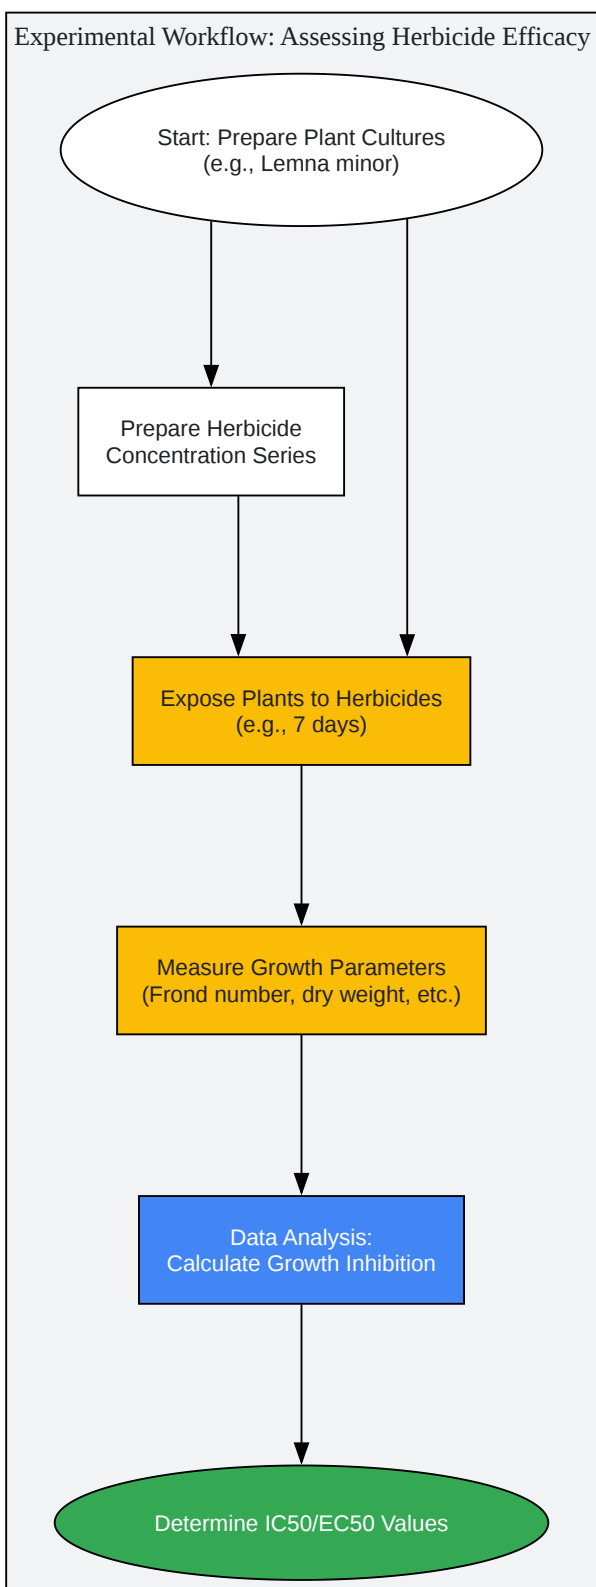 Experimental Workflow: Assessing Herbicide Efficacy
Start: Prepare Plant Cultures
(e.g., Lemna minor)
Prepare Herbicide
Concentration Series
Expose Plants to Herbicides
(e.g., 7 days)
Measure Growth Parameters
(Frond number, dry weight, etc.)
Data Analysis:
Calculate Growth Inhibition
Determine IC50/EC50 Values